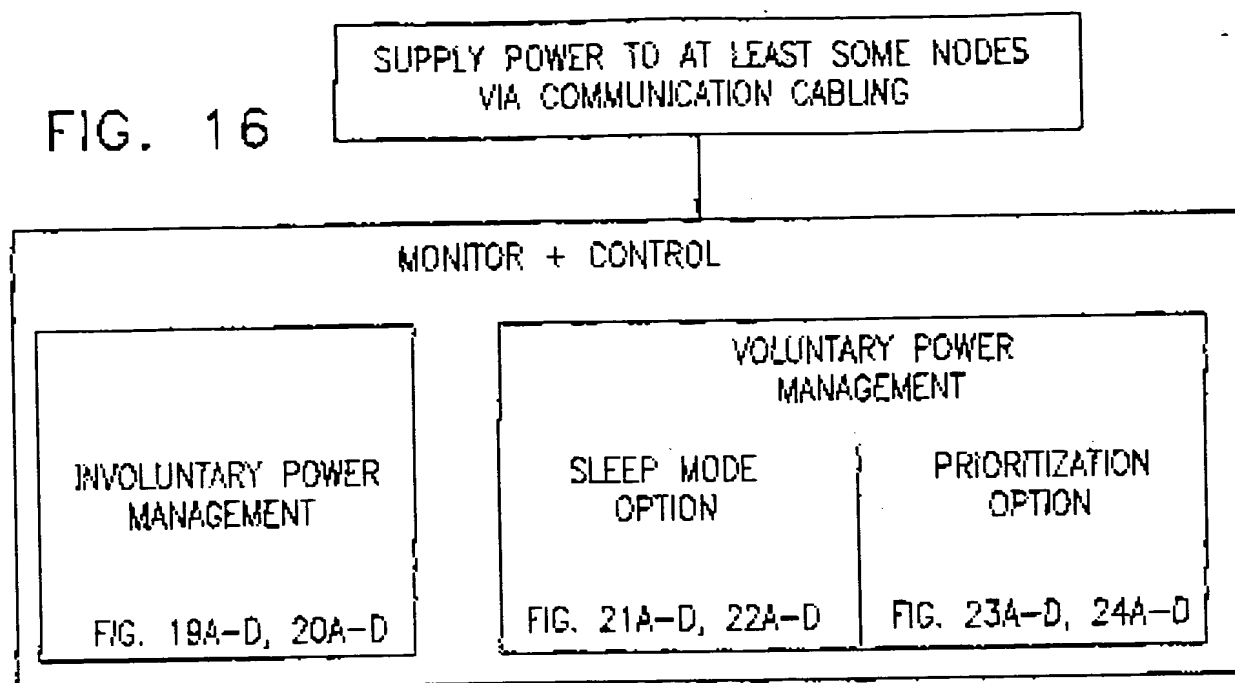 SUPPLY POWER TO AT LEAST SOME NODES
VIA COMMUNICATION CABLING
FIG. 16
MONITOR + CONTROL
INVOLUNTARY POWER
MANAGEMENT
FIG. 19A-D, 20A-D
VOLUNTARY POWER
MANAGEMENT
SLEEP MODE
OPTION
FIG. 21A-D, 22A-D
PRIORITIZATION
OPTION
FIG. 23A-D, 24A-D